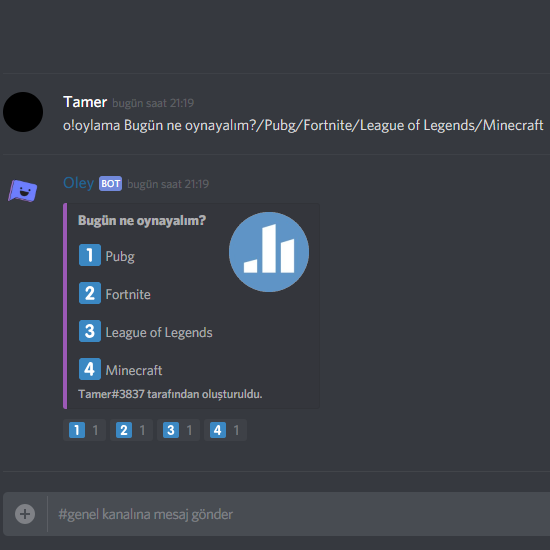 Tamer bugün saat 21:19
o!oylama Bugün ne oynayalım?/Pubg/Fortnite/League of Legends/Minecraft
Oley BOT bugün saat 21:19
Bugün ne oynayalım?
1 Pubg
2 Fortnite
3 League of Legends
4 Minecraft
Tamer#3837 tarafından oluşturuldu.
1 1 2 1 3 1 4 1
#genel kanalına mesaj gönder